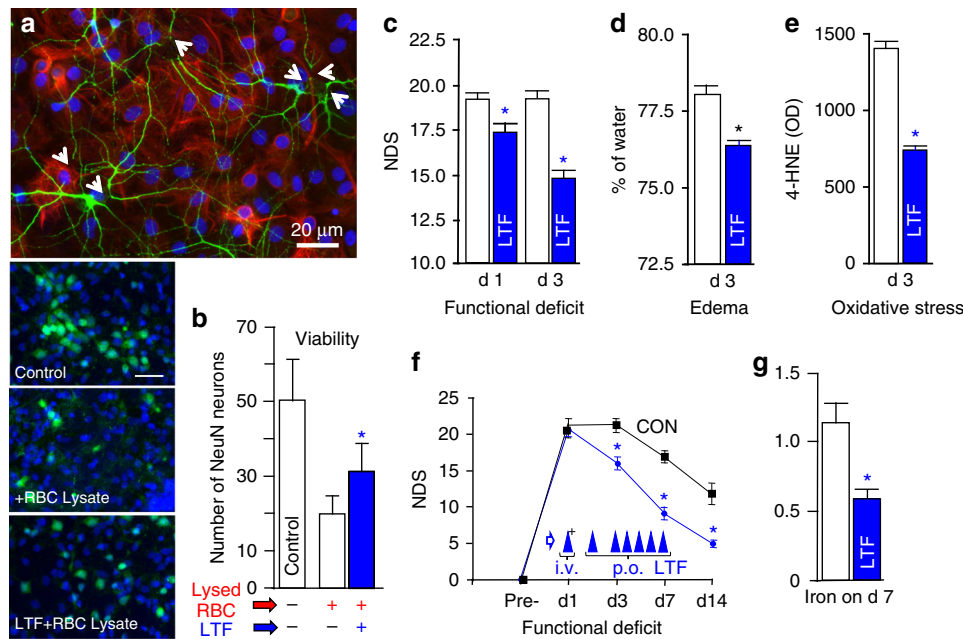 a
20 μm
Control
+RBC Lysate
LTF+RBC Lysate
b
Viability
Number of NeuN neurons
70
50
30
10
0
Control
*
Lysed
RBC
– + +
LTF
– +
c
NDS
22.5
20.0
17.5
15.0
12.5
10.0
*
*
LTF
LTF
d 1 d 3
Functional deficit
d
% of water
80.0
77.5
75.0
72.5
*
LTF
d 3
Edema
e
4-HNE (OD)
1500
1000
500
0
*
LTF
d 3
Oxidative stress
f
NDS
25
20
15
10
5
0
CON
*
*
*
+
i.v. p.o. LTF
Pre- d1 d3 d7 d14
Functional deficit
g
1.5
1.0
0.5
0
*
LTF
Iron on d 7